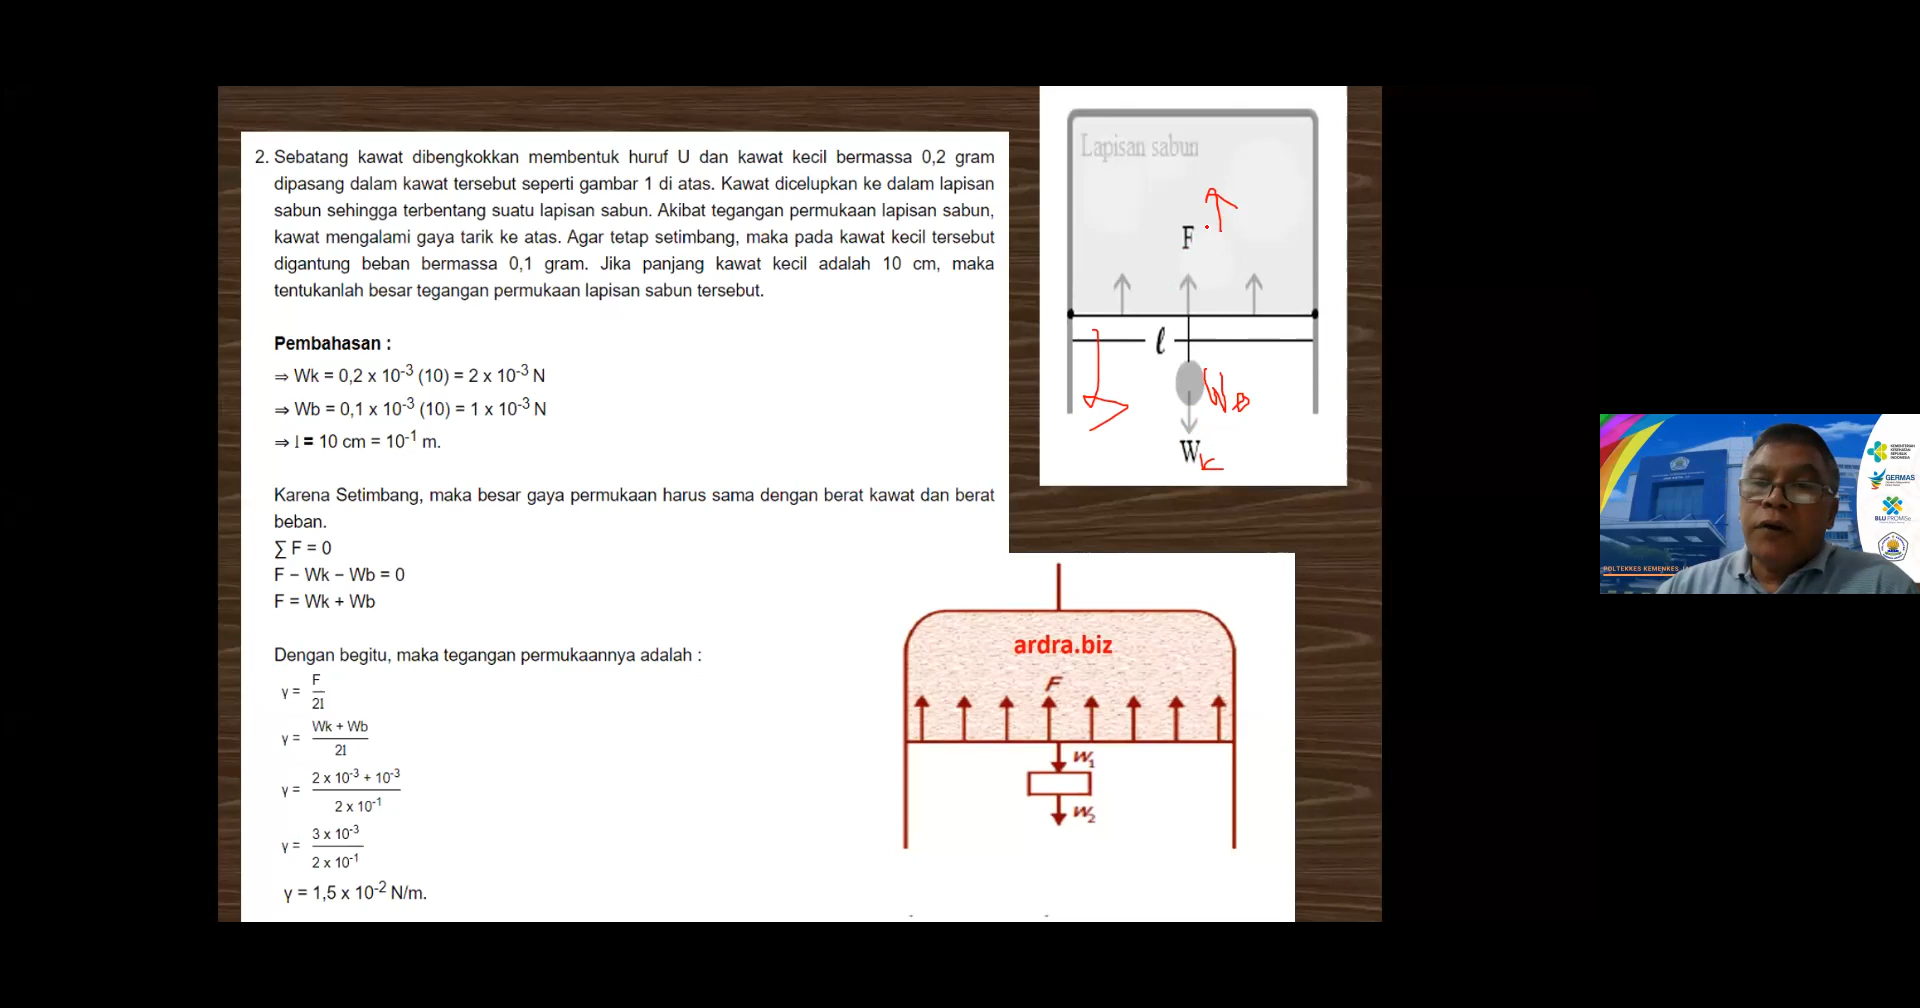 2. Sebatang kawat dibengkokkan membentuk huruf U dan kawat kecil bermassa 0,2 gram
dipasang dalam kawat tersebut seperti gambar 1 di atas. Kawat dicelupkan ke dalam lapisan
sabun sehingga terbentang suatu lapisan sabun. Akibat tegangan permukaan lapisan sabun,
kawat mengalami gaya tarik ke atas. Agar tetap setimbang, maka pada kawat kecil tersebut
digantung beban bermassa 0,1 gram. Jika panjang kawat kecil adalah 10 cm, maka
tentukanlah besar tegangan permukaan lapisan sabun tersebut.
Pembahasan :
⇒ Wk = 0,2 x 10⁻³ (10) = 2 x 10⁻³ N
⇒ Wb = 0,1 x 10⁻³ (10) = 1 x 10⁻³ N
⇒ l = 10 cm = 10⁻¹ m.
Karena Setimbang, maka besar gaya permukaan harus sama dengan berat kawat dan berat
beban.
∑ F = 0
F − Wk − Wb = 0
F = Wk + Wb
Dengan begitu, maka tegangan permukaannya adalah :
γ = F / 2l
γ = Wk + Wb / 2l
γ = 2 x 10⁻³ + 10⁻³ / 2 x 10⁻¹
γ = 3 x 10⁻³ / 2 x 10⁻¹
γ = 1,5 x 10⁻² N/m.
Lapisan sabun
F
ℓ
WB
WK
ardra.biz
F
W₁
W₂
GERMAS
BLU PROMISe
POLTEKKES KEMENKES